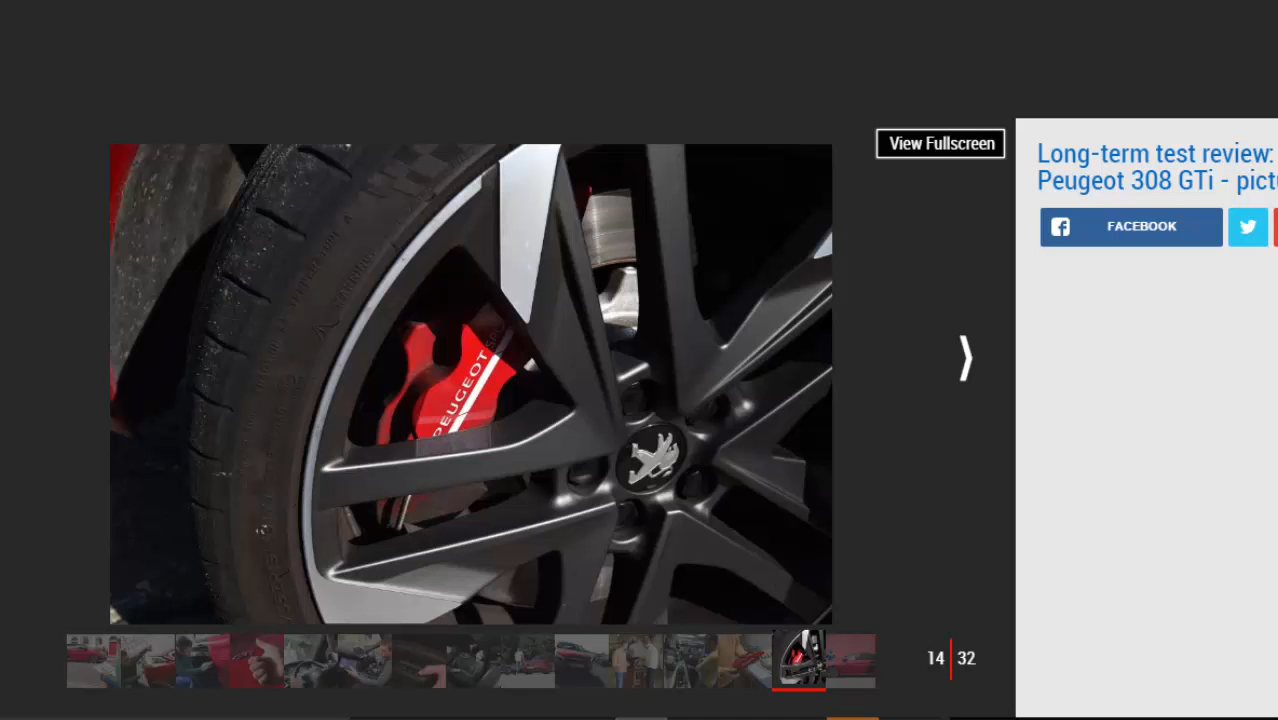 View Fullscreen
Long-term test review:
Peugeot 308 GTi - pict
FACEBOOK
PEUGEOT
14 32